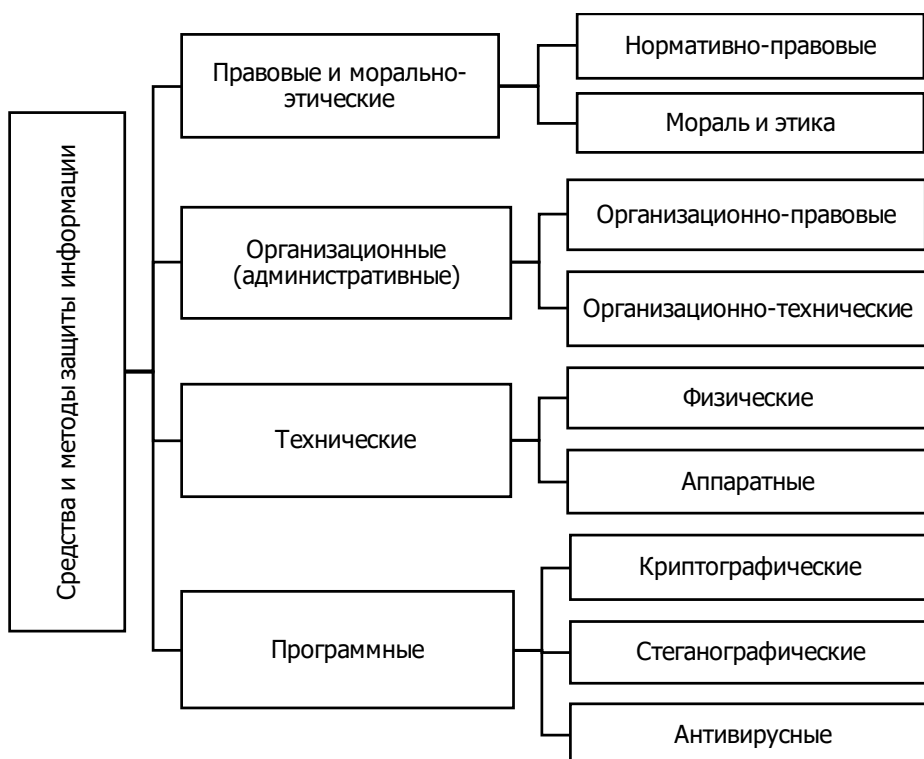 Средства и методы защиты информации
Правовые и морально-
этические
Нормативно-правовые
Мораль и этика
Организационные
(административные)
Организационно-правовые
Организационно-технические
Технические
Физические
Аппаратные
Программные
Криптографические
Стеганографические
Антивирусные